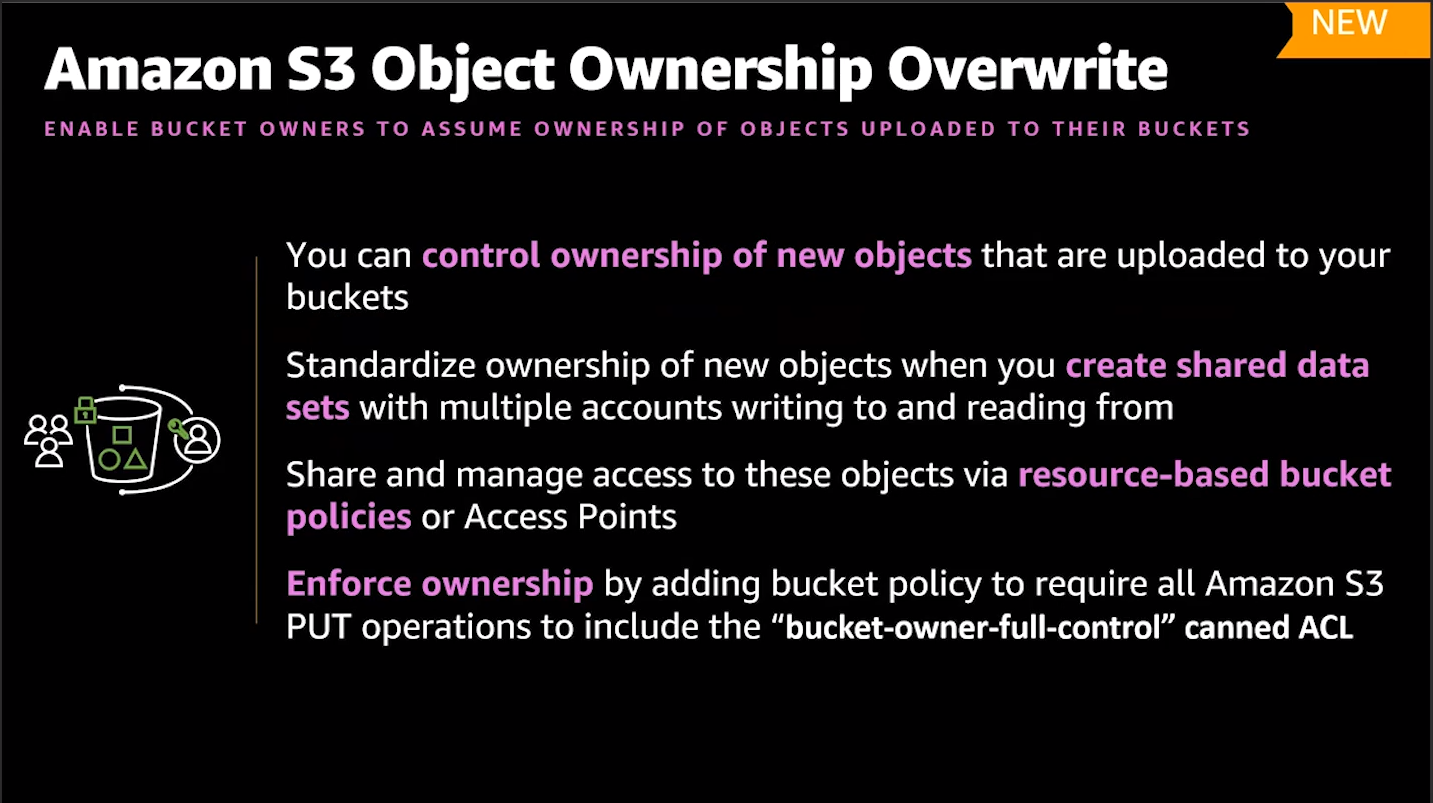 NEW
Amazon S3 Object Ownership Overwrite
ENABLE BUCKET OWNERS TO ASSUME OWNERSHIP OF OBJECTS UPLOADED TO THEIR BUCKETS
You can control ownership of new objects that are uploaded to your
buckets
Standardize ownership of new objects when you create shared data
sets with multiple accounts writing to and reading from
Share and manage access to these objects via resource-based bucket
policies or Access Points
Enforce ownership by adding bucket policy to require all Amazon S3
PUT operations to include the “bucket-owner-full-control” canned ACL